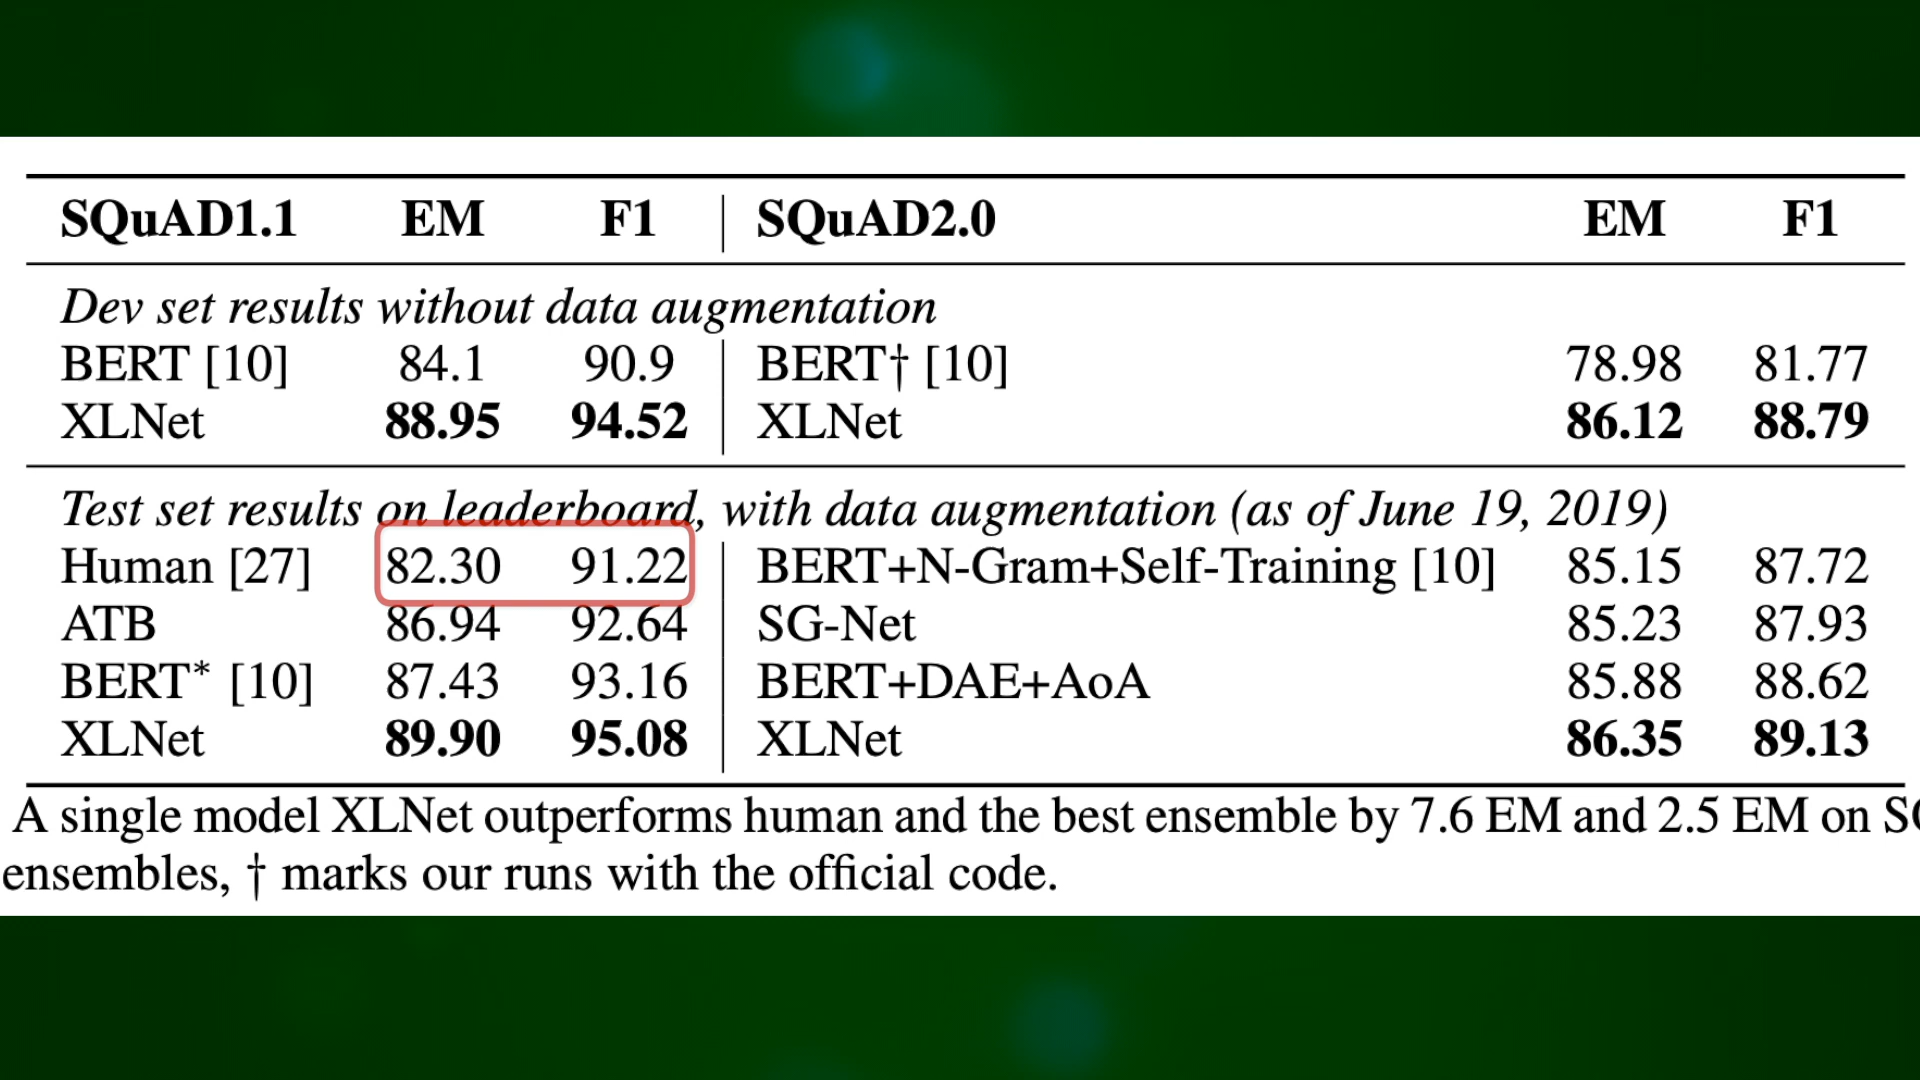 SQuAD1.1 EM F1 SQuAD2.0 EM F1
Dev set results without data augmentation
BERT [10] 84.1 90.9 BERT† [10] 78.98 81.77
XLNet 88.95 94.52 XLNet 86.12 88.79
Test set results on leaderboard, with data augmentation (as of June 19, 2019)
Human [27] 82.30 91.22 BERT+N-Gram+Self-Training [10] 85.15 87.72
ATB 86.94 92.64 SG-Net 85.23 87.93
BERT* [10] 87.43 93.16 BERT+DAE+AoA 85.88 88.62
XLNet 89.90 95.08 XLNet 86.35 89.13
A single model XLNet outperforms human and the best ensemble by 7.6 EM and 2.5 EM on
ensembles, † marks our runs with the official code.